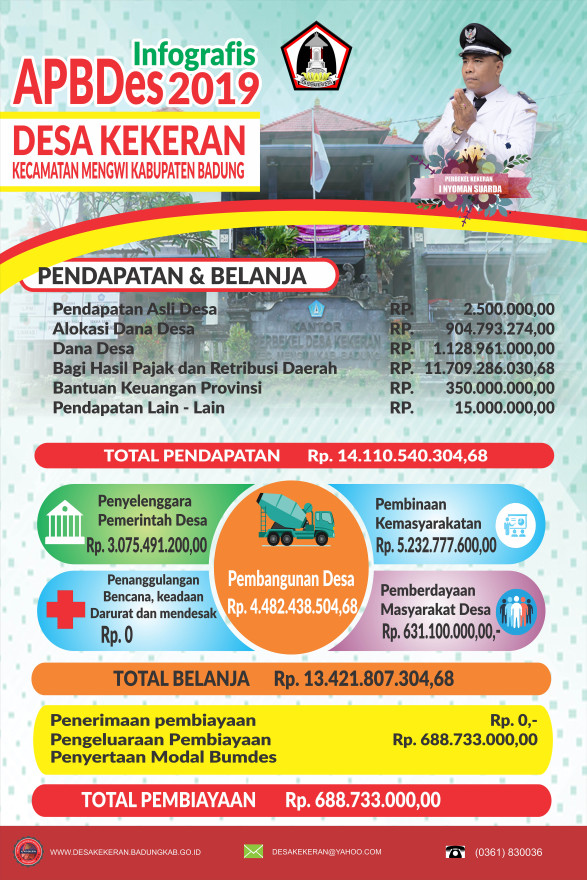 Infografis
APBDes 2019
DESA KEKERAN
KECAMATAN MENGWI KABUPATEN BADUNG
PERBEKEL KEKERAN
I NYOMAN SUARDA
PENDAPATAN & BELANJA
Pendapatan Asli Desa RP. 2.500.000,00
Alokasi Dana Desa RP. 904.793.274,00
Dana Desa RP. 1.128.961.000,00
Bagi Hasil Pajak dan Retribusi Daerah RP. 11.709.286.030,68
Bantuan Keuangan Provinsi RP. 350.000.000,00
Pendapatan Lain - Lain RP. 15.000.000,00
KANTOR
PERBEKEL DESA KEKERAN
TOTAL PENDAPATAN Rp. 14.110.540.304,68
Penyelenggara
Pemerintah Desa
Rp. 3.075.491.200,00
Pembinaan
Kemasyarakatan
Rp. 5.232.777.600,00
Pembangunan Desa
Rp. 4.482.438.504,68
Penanggulangan
Bencana, keadaan
Darurat dan mendesak
Rp. 0
Pemberdayaan
Masyarakat Desa
Rp. 631.100.000,00,-
TOTAL BELANJA Rp. 13.421.807.304,68
Penerimaan pembiayaan Rp. 0,-
Pengeluaraan Pembiayaan Rp. 688.733.000,00
Penyertaan Modal Bumdes
TOTAL PEMBIAYAAN Rp. 688.733.000,00
WWW.DESAKEKERAN.BADUNGKAB.GO.ID
DESAKEKERAN@YAHOO.COM
(0361) 830036